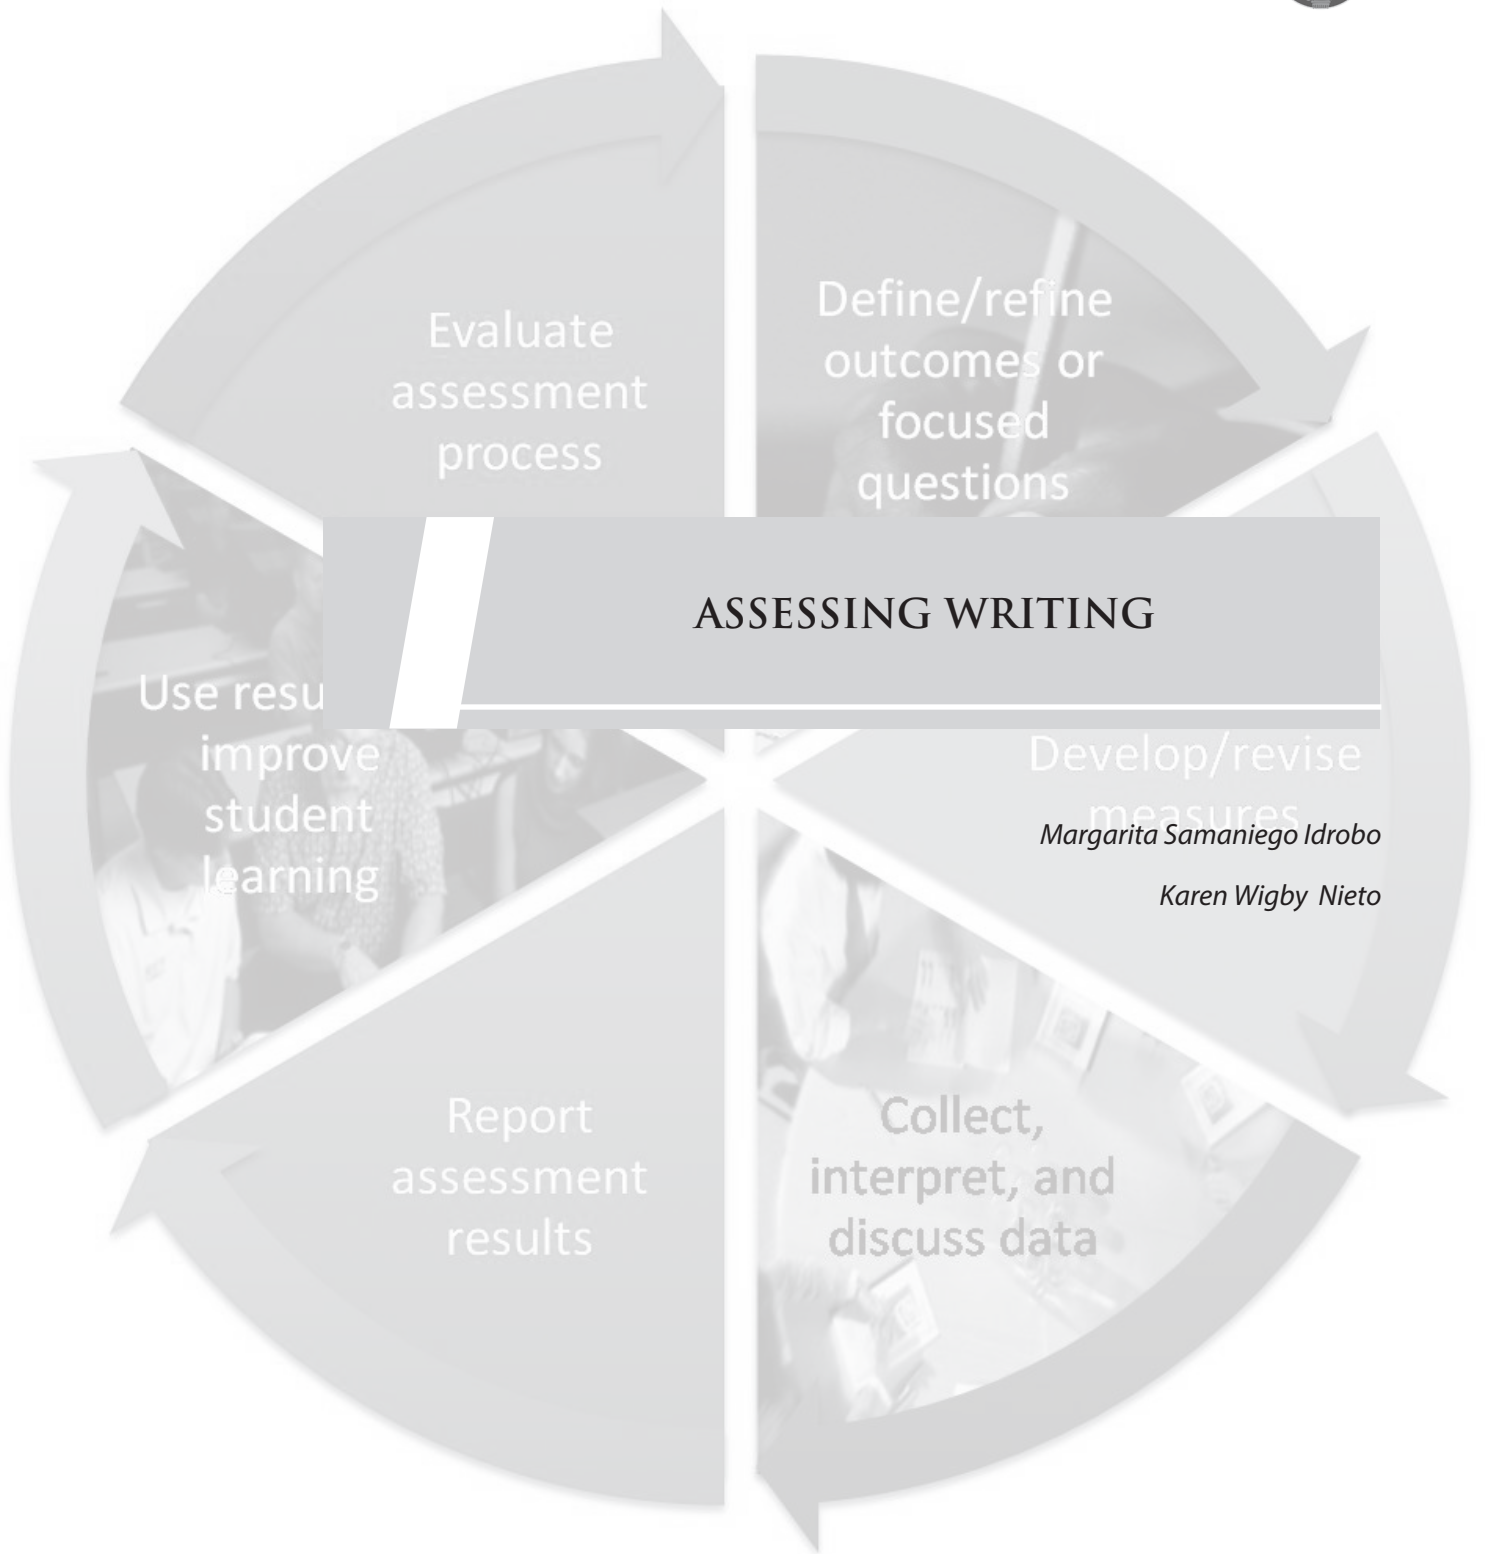 Evaluate
assessment
process
Define/refine
outcomes or
focused
questions
ASSESSING WRITING
Use resu
improve
student
learning
Develop/revise
measures
Margarita Samaniego Idrobo
Karen Wigby Nieto
Report
assessment
results
Collect,
interpret, and
discuss data